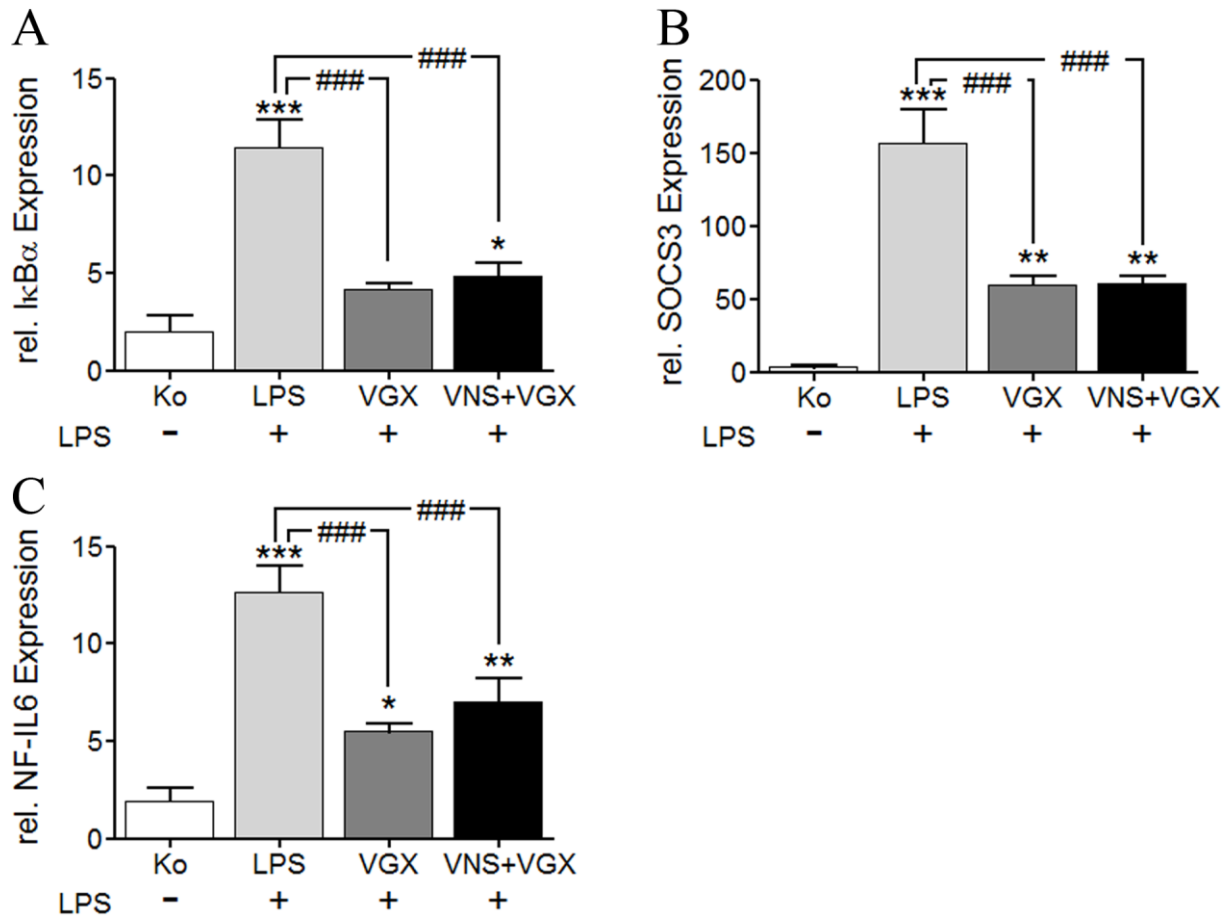 A
rel. IκBα Expression
15
10
5
0
###
###
***
*
Ko LPS VGX VNS+VGX
LPS - + + +
B
rel. SOCS3 Expression
200
150
100
50
0
###
###
***
** **
Ko LPS VGX VNS+VGX
LPS - + + +
C
rel. NF-IL6 Expression
15
10
5
0
###
###
***
**
*
Ko LPS VGX VNS+VGX
LPS - + + +